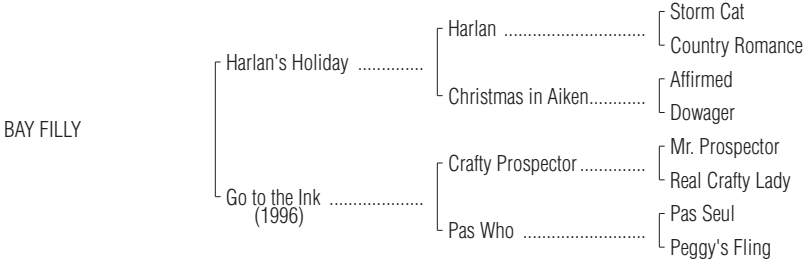 Storm Cat
Harlan ..............................
Country Romance
Harlan's Holiday ..............
Affirmed
Christmas in Aiken............
Dowager
BAY FILLY
Mr. Prospector
Crafty Prospector..............
Real Crafty Lady
Go to the Ink ....................
(1996)
Pas Seul
Pas Who ..........................
Peggy's Fling